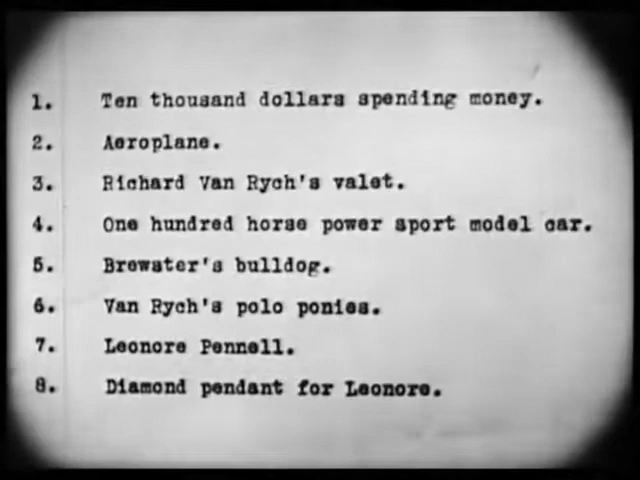 1. Ten thousand dollars spending money.
2. Aeroplane.
3. Richard Van Rych's valet.
4. One hundred horse power sport model car.
5. Brewster's bulldog.
6. Van Rych's polo ponies.
7. Leonore Pennell.
8. Diamond pendant for Leonore.